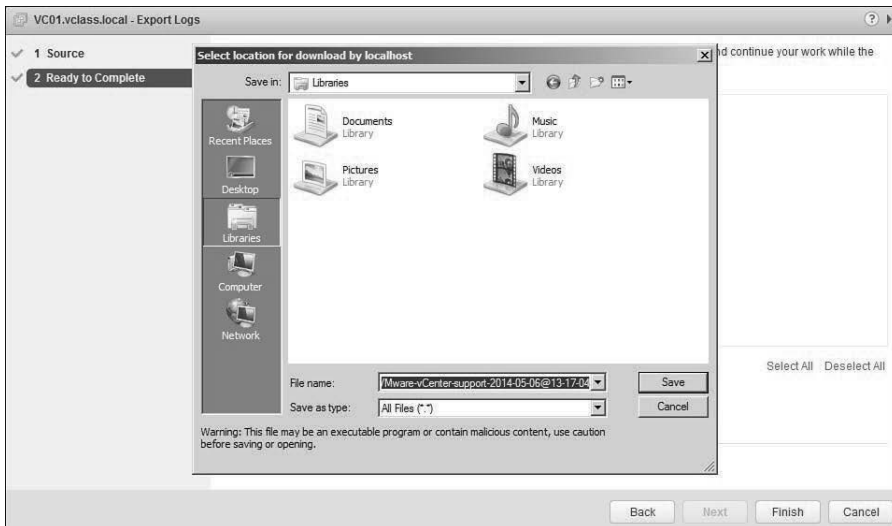 VC01.vclass.local - Export Logs
1 Source
2 Ready to Complete
nd continue your work while the
Select location for download by localhost
Save in:
Libraries
Recent Places
Desktop
Libraries
Computer
Network
Documents
Library
Music
Library
Pictures
Library
Videos
Library
File name:
/Mware-vCenter-support-2014-05-06@13-17-04
Save
Save as type:
All Files (*.*)
Cancel
Warning: This file may be an executable program or contain malicious content, use caution
before saving or opening.
Select All Deselect All
Back Next Finish Cancel